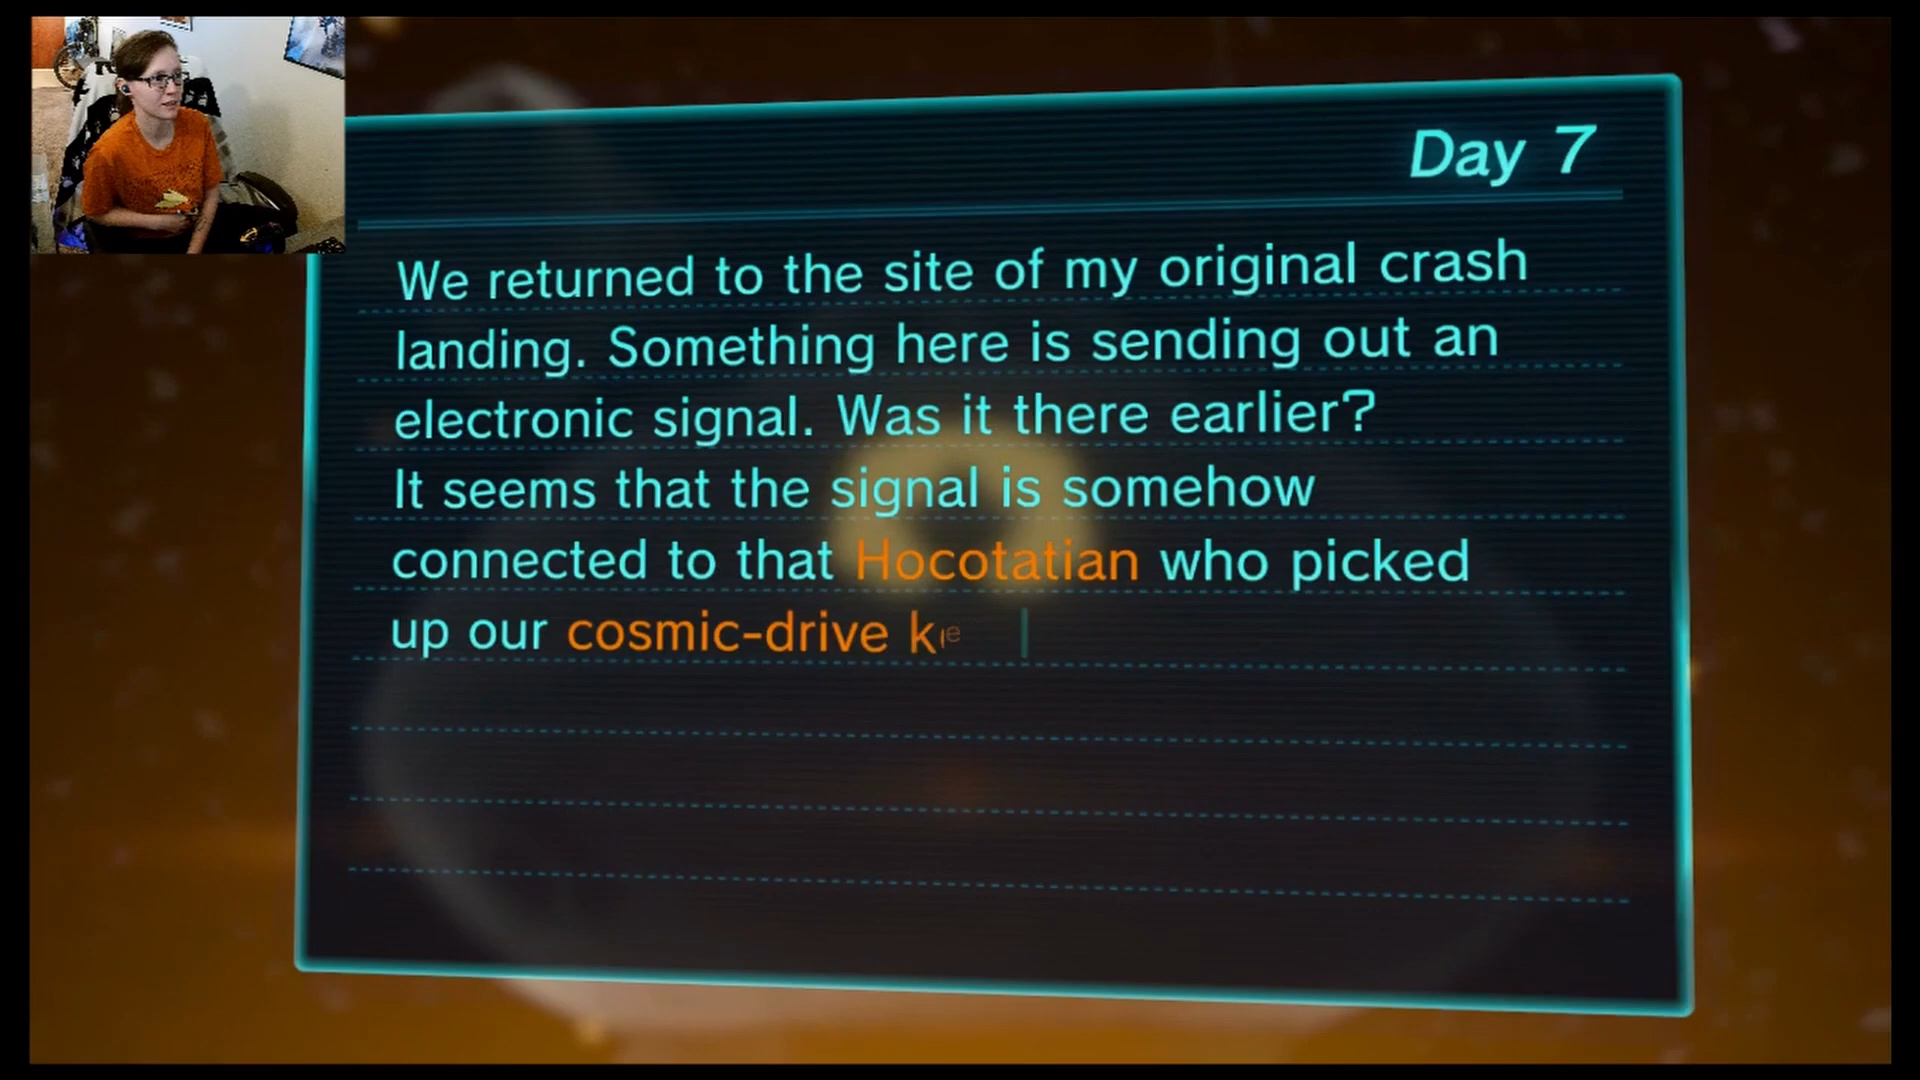 Day 7
We returned to the site of my original crash
landing. Something here is sending out an
electronic signal. Was it there earlier?
It seems that the signal is somehow
connected to that Hocotatian who picked
up our cosmic-drive ke